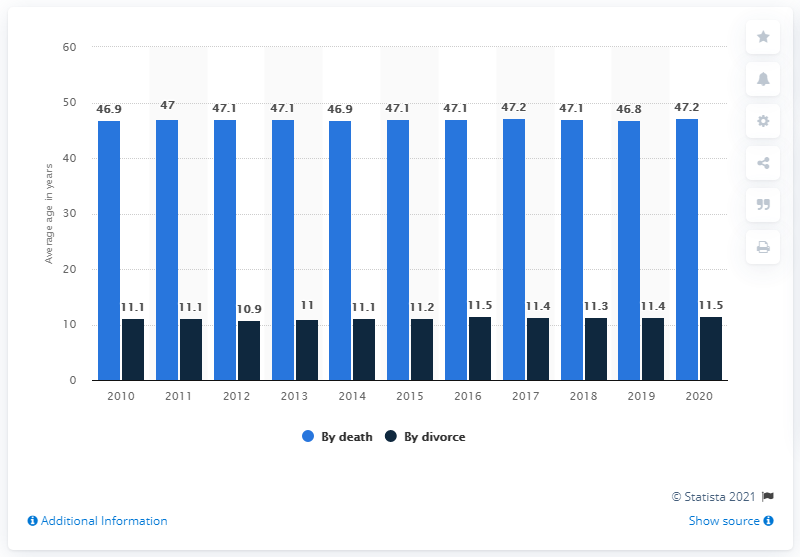 60
50
40
30
20
10
0
Average age in years
46.9 47 47.1 47.1 46.9 47.1 47.1 47.2 47.1 46.8 47.2
11.1 11.1 10.9 11 11.1 11.2 11.5 11.4 11.3 11.4 11.5
2010 2011 2012 2013 2014 2015 2016 2017 2018 2019 2020
By death By divorce
© Statista 2021
Additional Information Show source